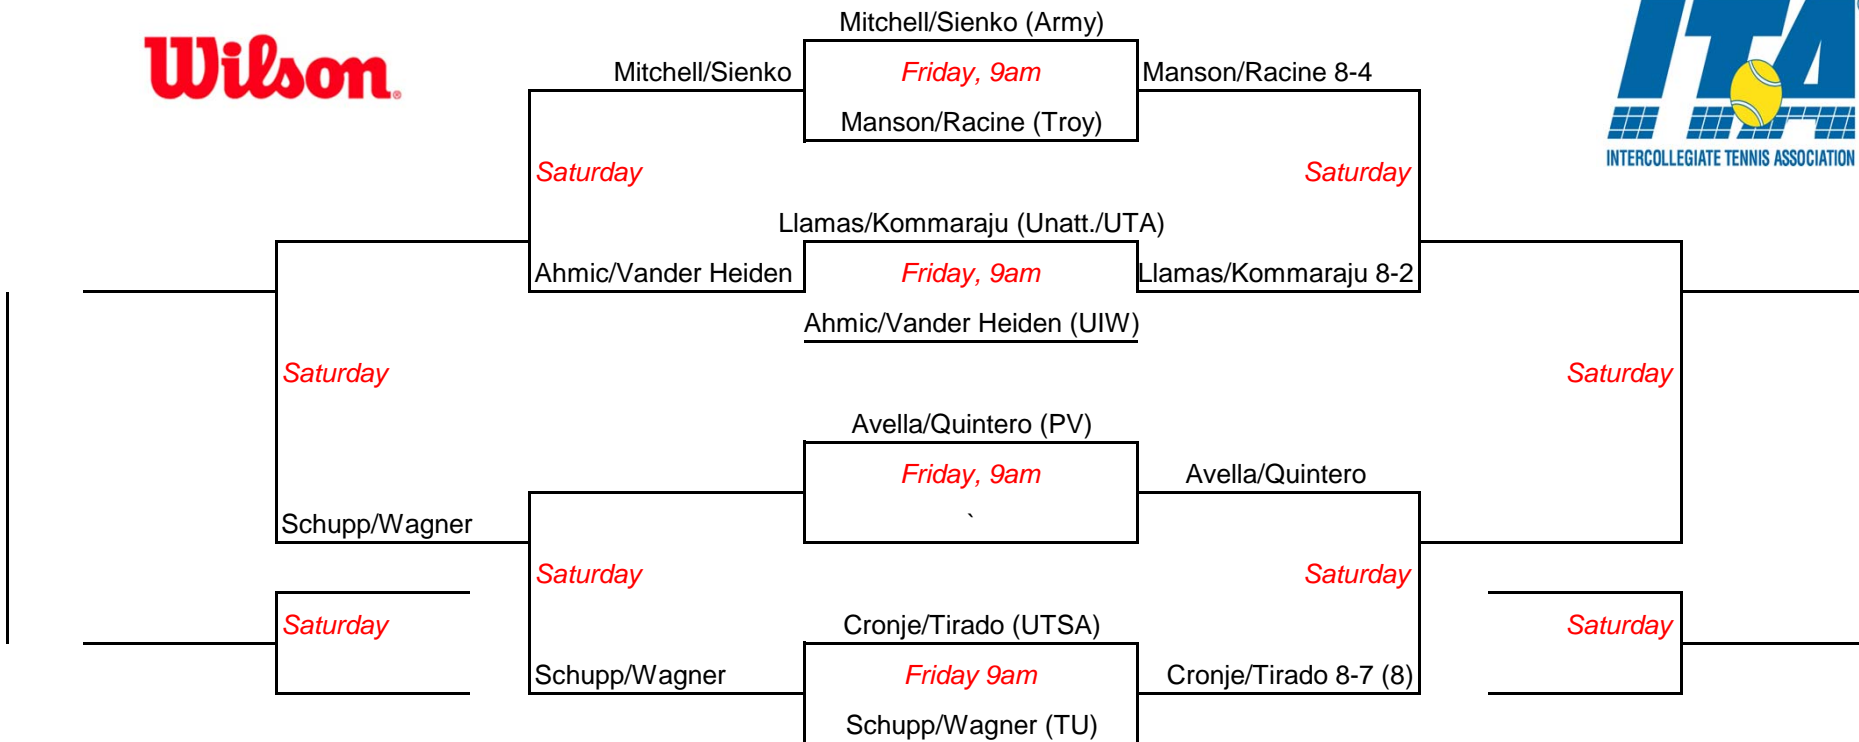 Mitchell/Sienko (Army)
Wilson.
Mitchell/Sienko
Friday, 9am
Manson/Racine 8-4
ITA
Manson/Racine (Troy)
INTERCOLLEGIATE TENNIS ASSOCIATION
Saturday
Saturday
Llamas/Kommaraju (Unatt./UTA)
Ahmic/Vander Heiden
Friday, 9am
Llamas/Kommaraju 8-2
Ahmic/Vander Heiden (UIW)
Saturday
Saturday
Avella/Quintero (PV)
Friday, 9am
Avella/Quintero
Schupp/Wagner
`
Saturday
Saturday
Saturday
Cronje/Tirado (UTSA)
Saturday
Schupp/Wagner
Friday 9am
Cronje/Tirado 8-7 (8)
Schupp/Wagner (TU)